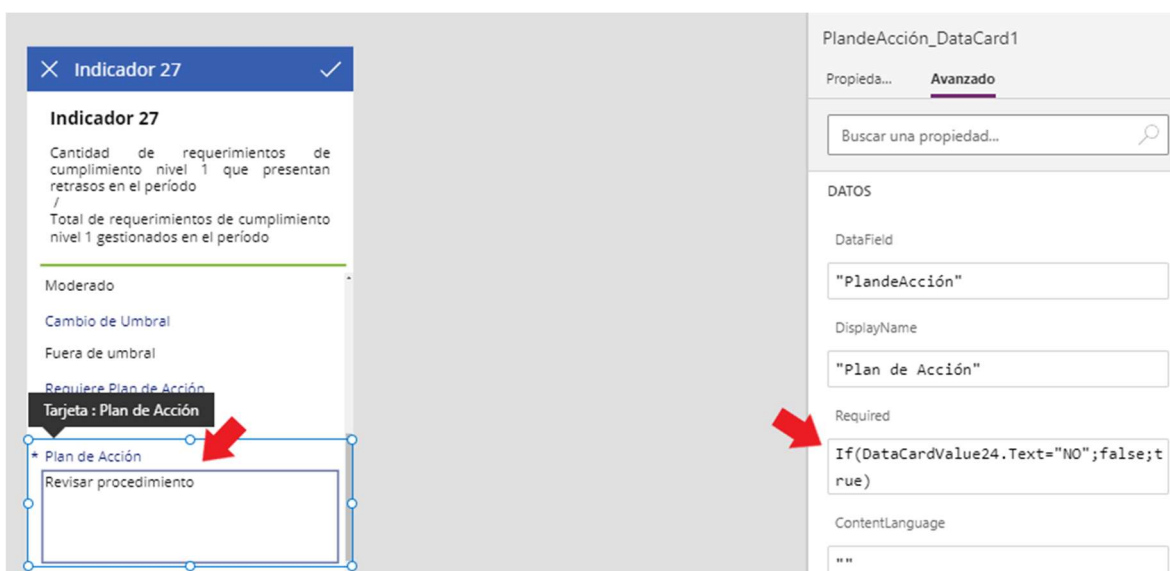 Indicador 27
Indicador 27
Cantidad de requerimientos de
cumplimiento nivel 1 que presentan
retrasos en el período
/
Total de requerimientos de cumplimiento
nivel 1 gestionados en el período
Moderado
Cambio de Umbral
Fuera de umbral
Requiere Plan de Acción
Tarjeta : Plan de Acción
* Plan de Acción
Revisar procedimiento
PlandeAcción_DataCard1
Propieda...
Avanzado
Buscar una propiedad...
DATOS
DataField
"PlandeAcción"
DisplayName
"Plan de Acción"
Required
If(DataCardValue24.Text="NO";false;t
rue)
ContentLanguage
""